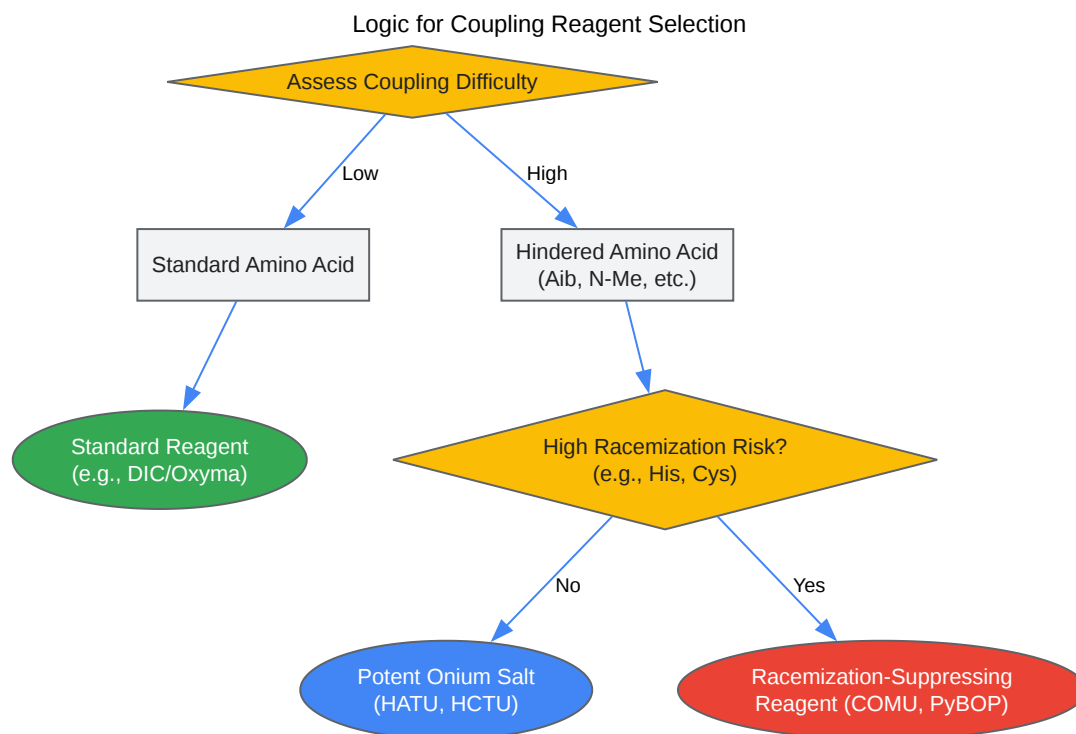 Logic for Coupling Reagent Selection
Assess Coupling Difficulty
Low
High
Standard Amino Acid
Hindered Amino Acid
(Aib, N-Me, etc.)
Standard Reagent
(e.g., DIC/Oxyma)
High Racemization Risk?
(e.g., His, Cys)
No
Yes
Potent Onium Salt
(HATU, HCTU)
Racemization-Suppressing
Reagent (COMU, PyBOP)